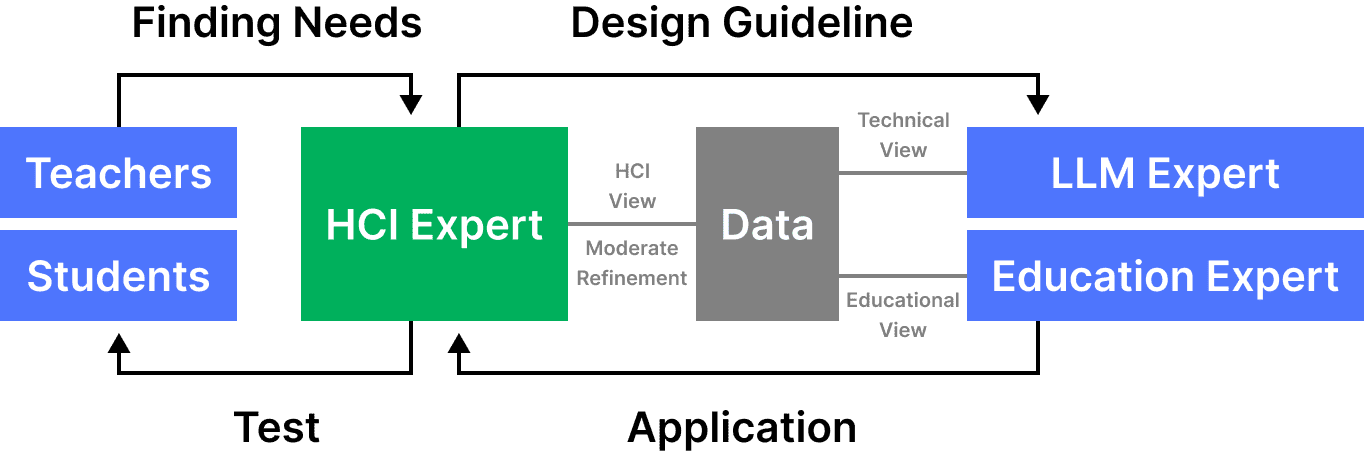 Finding Needs
Design Guideline
Teachers
Students
HCI Expert
HCI
View
Moderate
Refinement
Data
Technical
View
Educational
View
LLM Expert
Education Expert
Test
Application